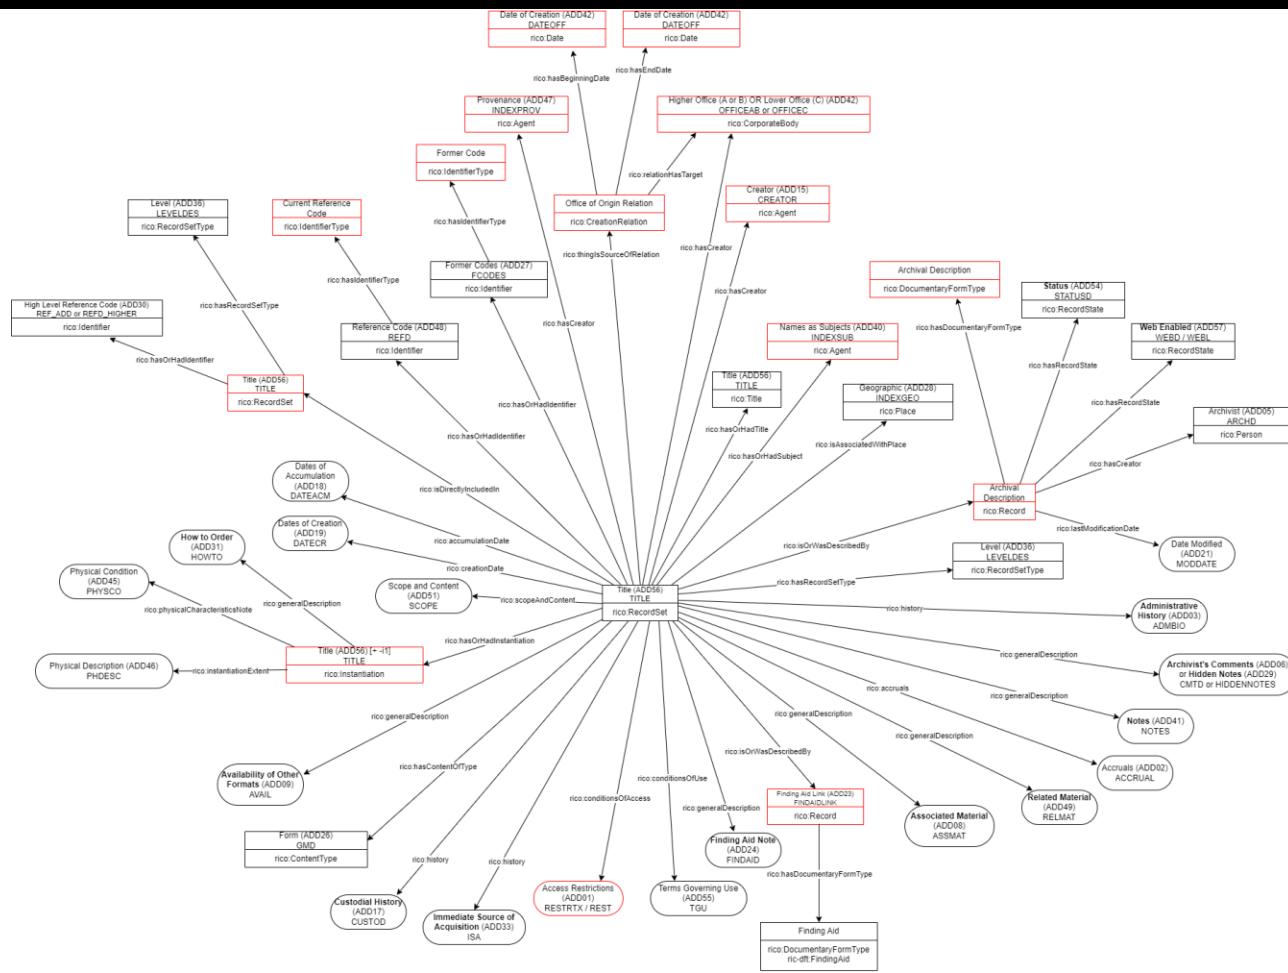 Date of Creation (ADD42)
DATEOFF
rico:Date
Date of Creation (ADD42)
DATEOFF
rico:Date
rico:hasBeginningDate
rico:hasEndDate
Provenance (ADD47)
INDEXPROV
rico:Agent
Higher Office (A or B) OR Lower Office (C) (ADD42)
OFFICEAB or OFFICEC
rico:CorporateBody
Former Code
rico:IdentifierType
rico:relationHasTarget
Level (ADD36)
LEVELDES
rico:RecordSetType
Current Reference
Code
rico:IdentifierType
rico:hasIdentifierType
Office of Origin Relation
rico:CreationRelation
Creator (ADD15)
CREATOR
rico:Agent
rico:hasCreator
rico:thingIsSourceOfRelation
Former Codes (ADD27)
FCODES
rico:Identifier
rico:hasIdentifierType
Archival Description
rico:DocumentaryFormType
Status (ADD54)
STATUSD
rico:RecordState
rico:hasCreator
High Level Reference Code (ADD30)
REF_ADD or REFD_HIGHER
rico:Identifier
rico:hasRecordSetType
Reference Code (ADD48)
REFD
rico:Identifier
rico:hasCreator
Names as Subjects (ADD40)
INDEXSUB
rico:Agent
rico:hasDocumentaryFormType
Web Enabled (ADD57)
WEBD / WEBL
rico:RecordState
rico:hasOrHadIdentifier
Title (ADD56)
TITLE
rico:RecordSet
rico:hasRecordState
Title (ADD56)
TITLE
rico:Title
Geographic (ADD28)
INDEXGEO
rico:Place
rico:hasRecordState
rico:hasOrHadIdentifier
rico:hasOrHadIdentifier
rico:hasOrHadTitle
rico:isAssociatedWithPlace
rico:hasOrHadSubject
Archivist (ADD05)
ARCHD
rico:Person
rico:hasCreator
Dates of
Accumulation
(ADD18)
DATEACM
rico:isDirectlyIncludedIn
Archival
Description
rico:Record
rico:lastModificationDate
Dates of Creation
(ADD19)
DATECR
rico:accumulationDate
rico:isOrWasDescribedBy
Date Modified
(ADD21)
MODDATE
How to Order
(ADD31)
HOWTO
rico:creationDate
Level (ADD36)
LEVELDES
rico:RecordSetType
rico:hasRecordSetType
Physical Condition
(ADD45)
PHYSCO
Scope and Content
(ADD51)
SCOPE
rico:scopeAndContent
Title (ADD56)
TITLE
rico:RecordSet
rico:generalDescription
rico:physicalCharacteristicsNote
rico:history
Administrative
History (ADD03)
ADMBIO
rico:hasOrHadInstantiation
Title (ADD56) [+ -i1]
TITLE
rico:Instantiation
Physical Description (ADD46)
PHDESC
rico:instantiationExtent
rico:generalDescription
Archivist's Comments (ADD06)
or Hidden Notes (ADD29)
CMTD or HIDDENNOTES
rico:accruals
rico:generalDescription
rico:generalDescription
rico:generalDescription
Notes (ADD41)
NOTES
rico:generalDescription
rico:isOrWasDescribedBy
rico:hasContentOfType
Accruals (ADD02)
ACCRUAL
Availability of Other
Formats (ADD09)
AVAIL
rico:conditionsOfUse
rico:conditionsOfAccess
rico:generalDescription
Finding Aid Link (ADD23)
FINDAIDLINK
rico:Record
Related Material
(ADD49)
RELMAT
Associated Material
(ADD08)
ASSMAT
Form (ADD26)
GMD
rico:ContentType
Finding Aid Note
(ADD24)
FINDAID
rico:history
rico:history
rico:hasDocumentaryFormType
Access Restrictions
(ADD01)
RESTRTX / REST
Terms Governing Use
(ADD55)
TGU
Custodial History
(ADD17)
CUSTOD
Immediate Source of
Acquisition (ADD33)
ISA
Finding Aid
rico:DocumentaryFormType
ric-dft:FindingAid